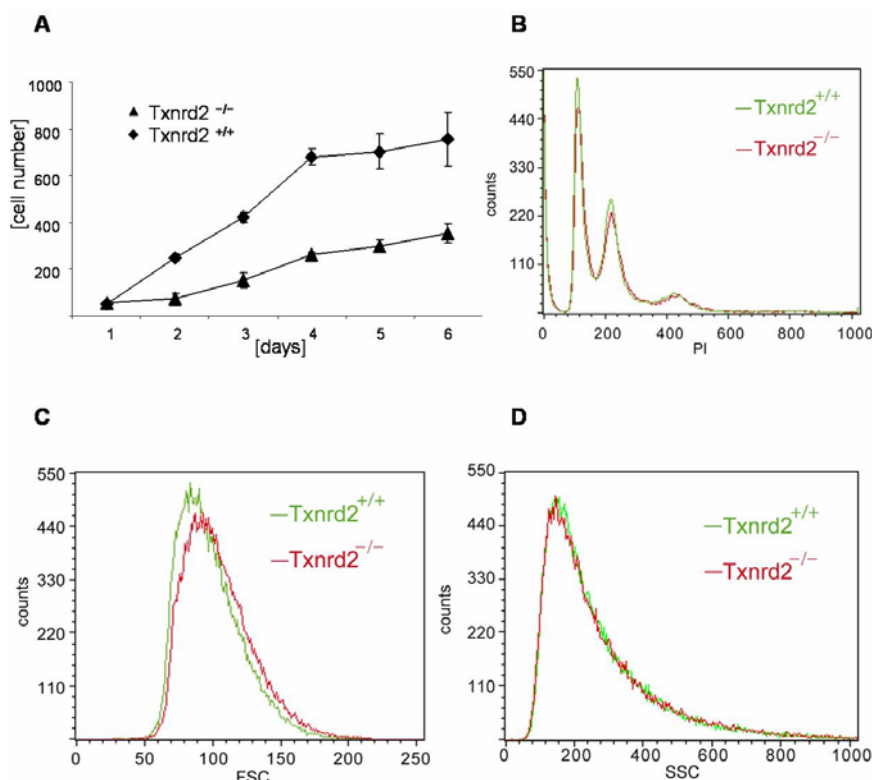 A
1000
800
600
400
200
[cell number]
▲ Txnrd2 −/−
◆ Txnrd2 +/+
1 2 3 4 5 6
[days]
B
550
440
330
220
110
counts
Txnrd2+/+
Txnrd2−/−
0 200 400 600 800 1000
PI
C
550
440
330
220
110
counts
Txnrd2+/+
Txnrd2−/−
0 50 100 150 200 250
FSC
D
550
440
330
220
110
counts
Txnrd2+/+
Txnrd2−/−
0 200 400 600 800 1000
SSC